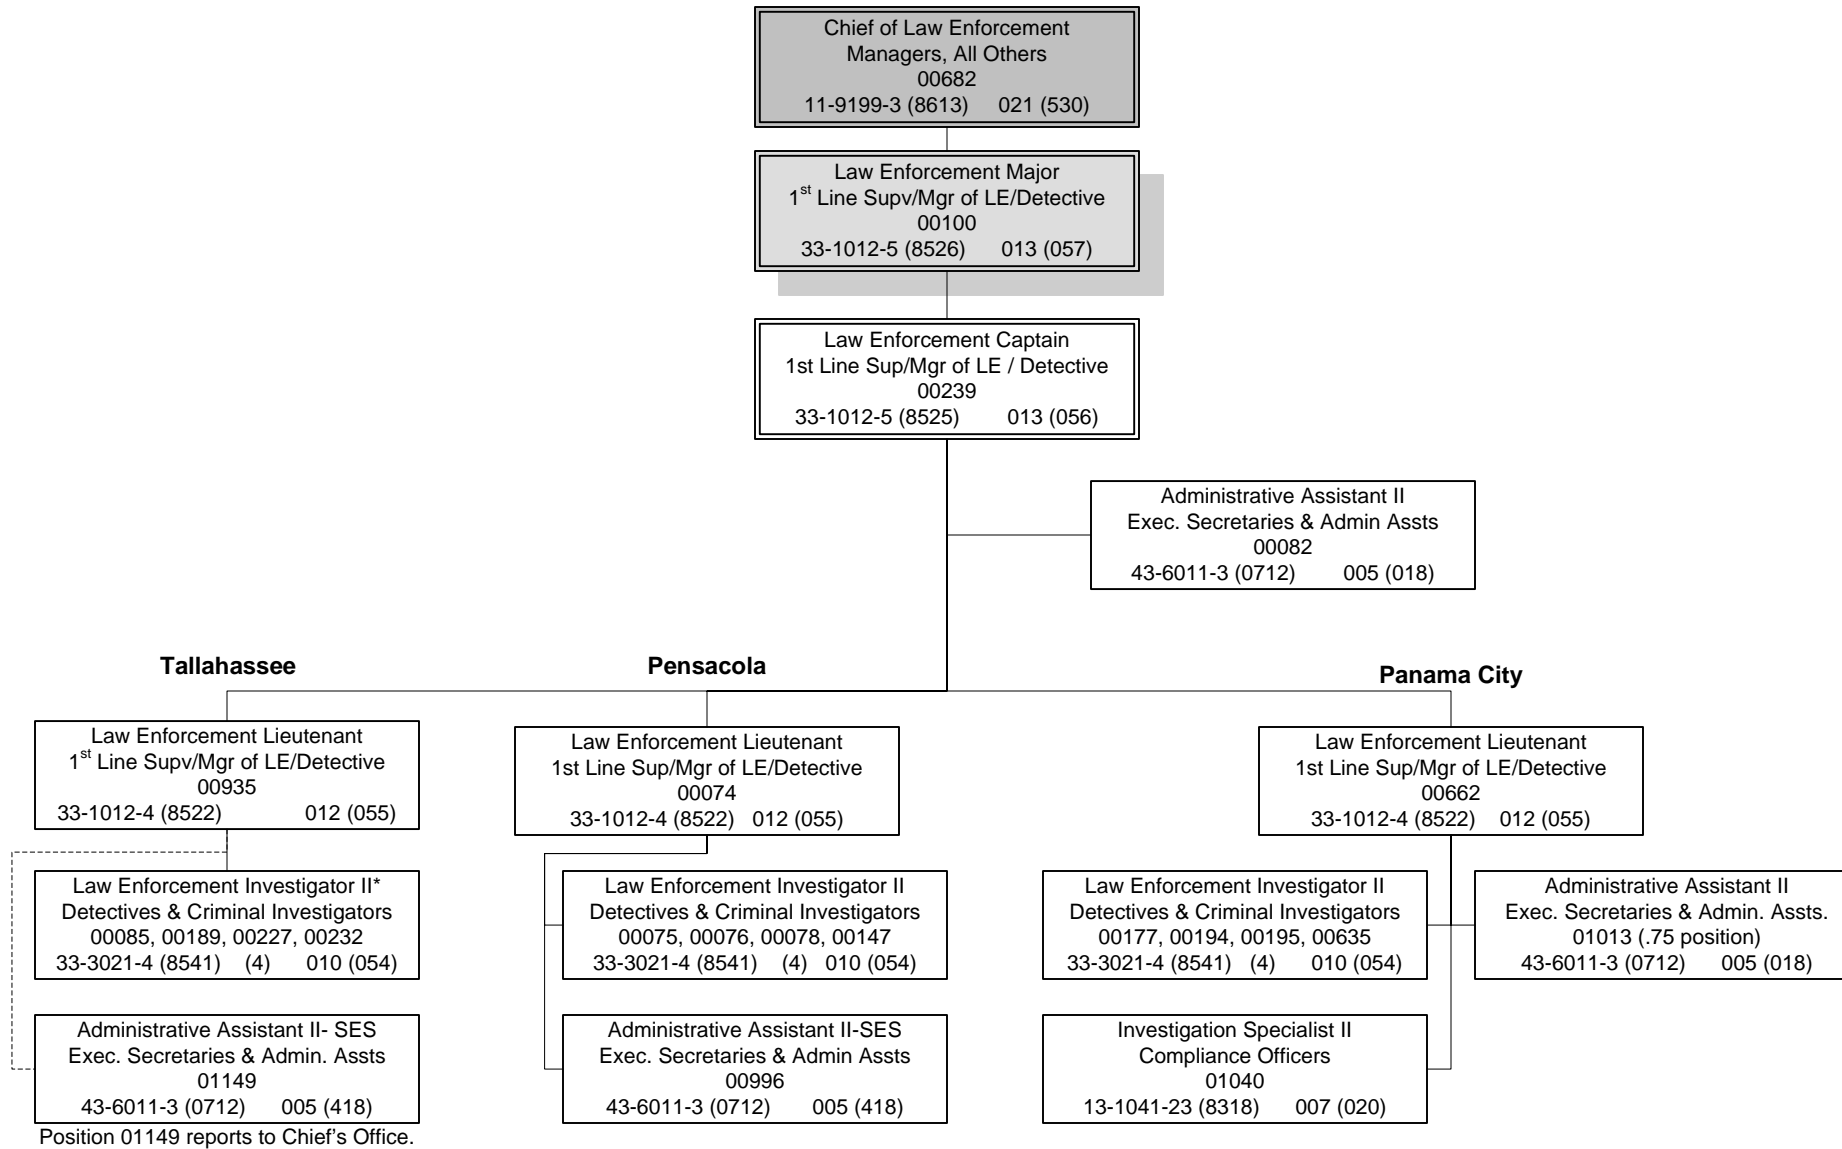 Chief of Law Enforcement
Managers, All Others
00682
11-9199-3 (8613) 021 (530)
Law Enforcement Major
1st Line Supv/Mgr of LE/Detective
00100
33-1012-5 (8526) 013 (057)
Law Enforcement Captain
1st Line Sup/Mgr of LE / Detective
00239
33-1012-5 (8525) 013 (056)
Administrative Assistant II
Exec. Secretaries & Admin Assts
00082
43-6011-3 (0712) 005 (018)
Tallahassee
Law Enforcement Lieutenant
1st Line Supv/Mgr of LE/Detective
00935
33-1012-4 (8522) 012 (055)
Law Enforcement Investigator II*
Detectives & Criminal Investigators
00085, 00189, 00227, 00232
33-3021-4 (8541) (4) 010 (054)
Administrative Assistant II- SES
Exec. Secretaries & Admin. Assts
01149
43-6011-3 (0712) 005 (418)
Position 01149 reports to Chief’s Office.
Pensacola
Law Enforcement Lieutenant
1st Line Sup/Mgr of LE/Detective
00074
33-1012-4 (8522) 012 (055)
Law Enforcement Investigator II
Detectives & Criminal Investigators
00075, 00076, 00078, 00147
33-3021-4 (8541) (4) 010 (054)
Administrative Assistant II-SES
Exec. Secretaries & Admin Assts
00996
43-6011-3 (0712) 005 (418)
Panama City
Law Enforcement Lieutenant
1st Line Sup/Mgr of LE/Detective
00662
33-1012-4 (8522) 012 (055)
Law Enforcement Investigator II
Detectives & Criminal Investigators
00177, 00194, 00195, 00635
33-3021-4 (8541) (4) 010 (054)
Administrative Assistant II
Exec. Secretaries & Admin. Assts.
01013 (.75 position)
43-6011-3 (0712) 005 (018)
Investigation Specialist II
Compliance Officers
01040
13-1041-23 (8318) 007 (020)